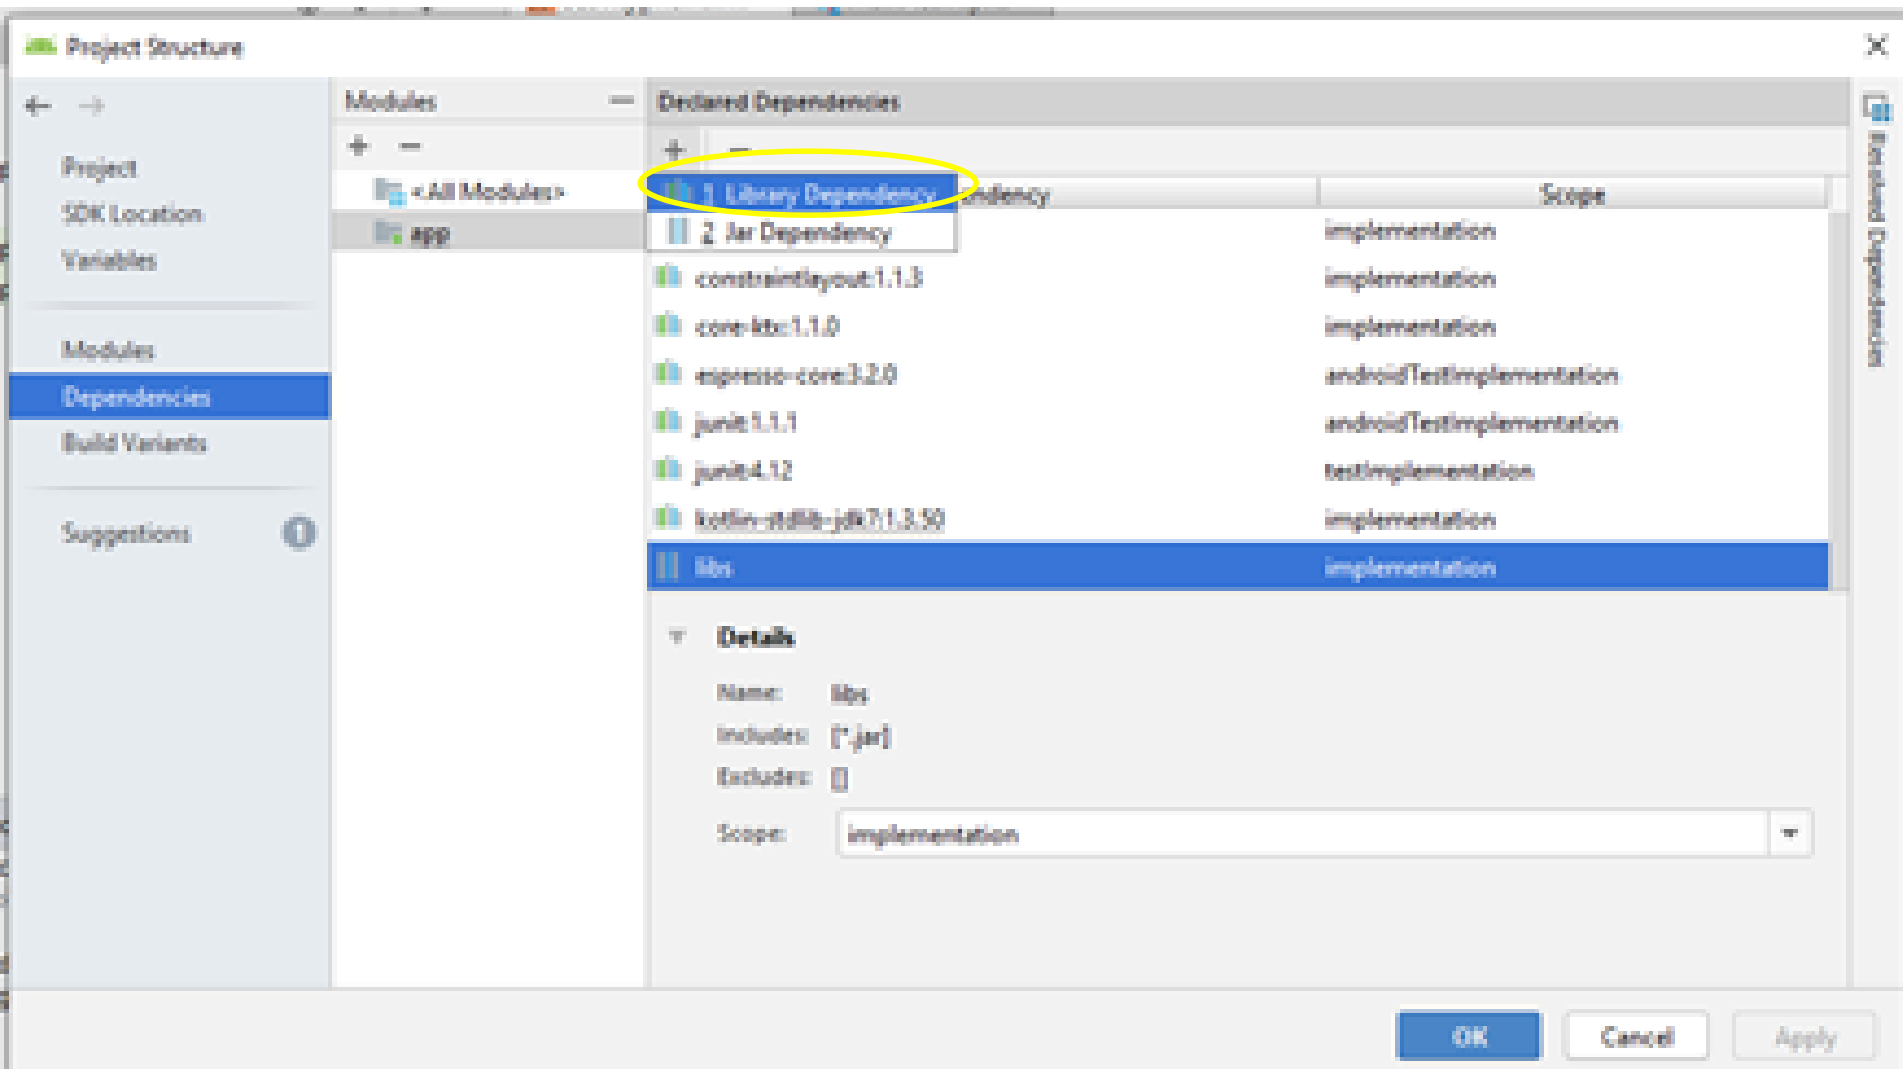 Project Structure
Modules
Declared Dependencies
Project
SDK Location
Variables
Modules
Dependencies
Build Variants
Suggestions
<All Modules>
app
1 Library Dependency
ndency
Scope
2 Jar Dependency
implementation
constraintlayout:1.1.3
implementation
core-ktx:1.1.0
implementation
espresso-core:3.2.0
androidTestImplementation
junit:1.1.1
androidTestImplementation
junit:4.12
testImplementation
kotlin-stdlib-jdk7:1.3.50
implementation
libs
implementation
Details
Name: libs
Includes: [*.jar]
Excludes: []
Scope: implementation
Resolved Dependencies
OK
Cancel
Apply